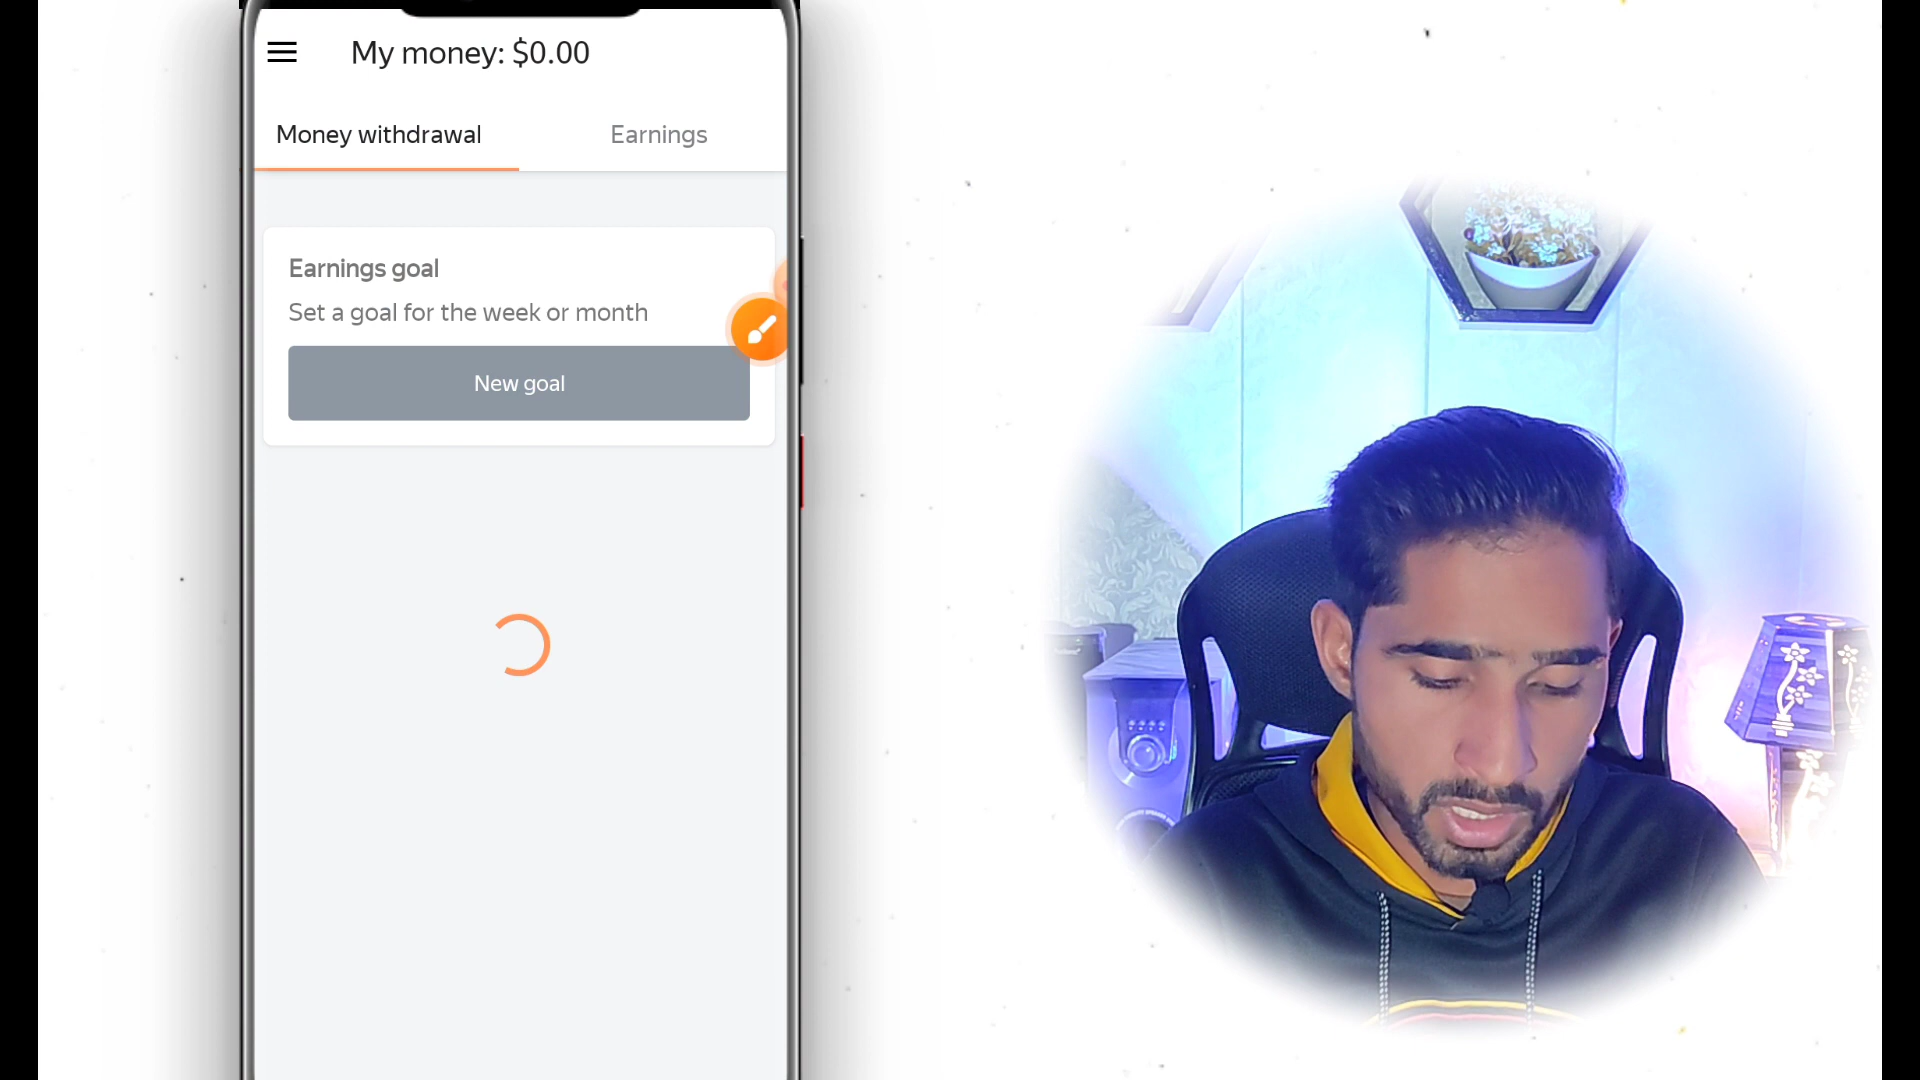 My money: $0.00
Money withdrawal
Earnings
Earnings goal
Set a goal for the week or month
New goal